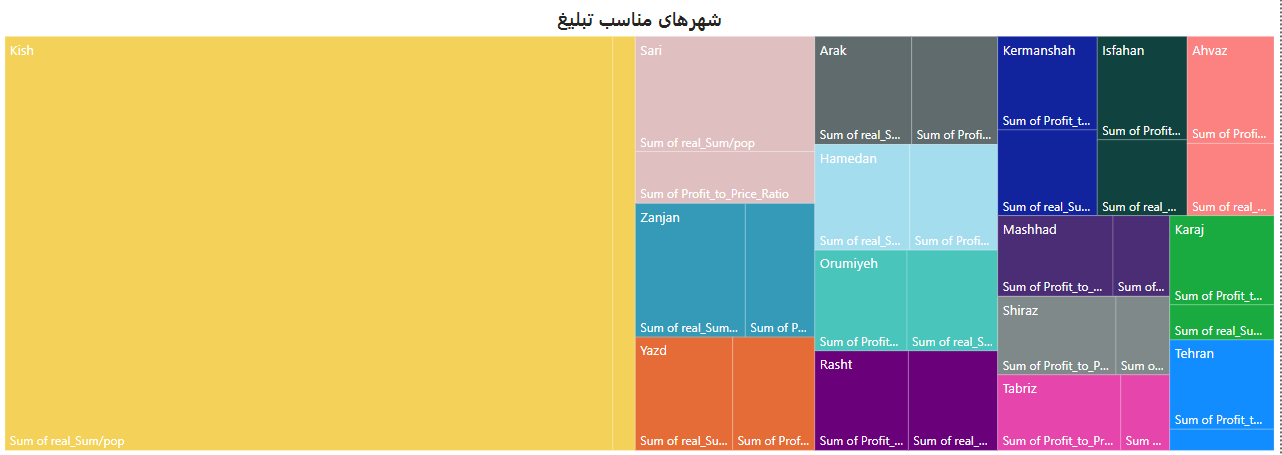 شهرهای مناسب تبلیغ
Kish
Sum of real_Sum/pop
Sari
Sum of real_Sum/pop
Sum of Profit_to_Price_Ratio
Zanjan
Sum of real_Sum...
Sum of P...
Yazd
Sum of real_Su...
Sum of Prof...
Arak
Sum of real_S...
Sum of Profi...
Hamedan
Sum of real_S...
Sum of Profi...
Orumiyeh
Sum of Profit...
Sum of real_S...
Rasht
Sum of Profit_...
Sum of real_...
Kermanshah
Sum of Profit_t...
Sum of real_Su...
Isfahan
Sum of Profit...
Sum of real_...
Ahvaz
Sum of Profi...
Sum of real_...
Mashhad
Sum of Profit_to_...
Sum of...
Shiraz
Sum of Profit_to_P...
Sum o...
Tabriz
Sum of Profit_to_Pr...
Sum ...
Karaj
Sum of Profit_t...
Sum of real_Su...
Tehran
Sum of Profit_t...